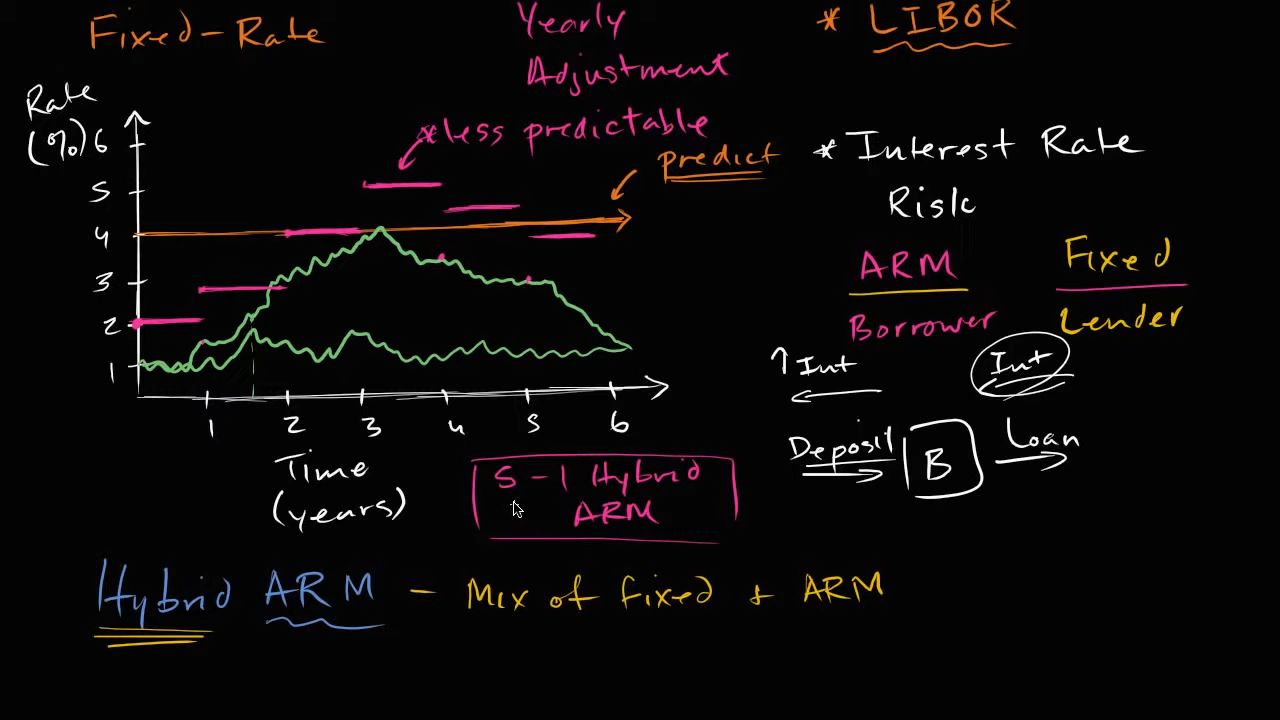 Fixed-Rate
Yearly
Adjustment
*less predictable
predict
* LIBOR
* Interest Rate
Risk
ARM Fixed
Borrower Lender
↑ Int Int
Deposit B Loan
Rate
(%) 6
5
4
3
2
1
1 2 3 4 5 6
Time
(years)
5-1 Hybrid
ARM
Hybrid ARM - Mix of fixed + ARM